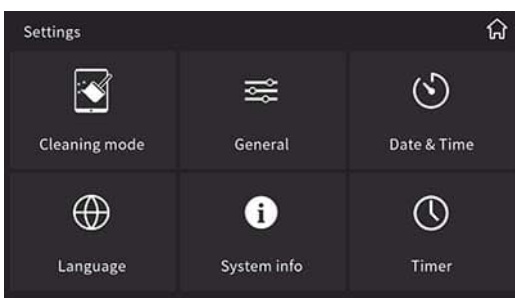 Settings
Cleaning mode
General
Date & Time
Language
System info
Timer